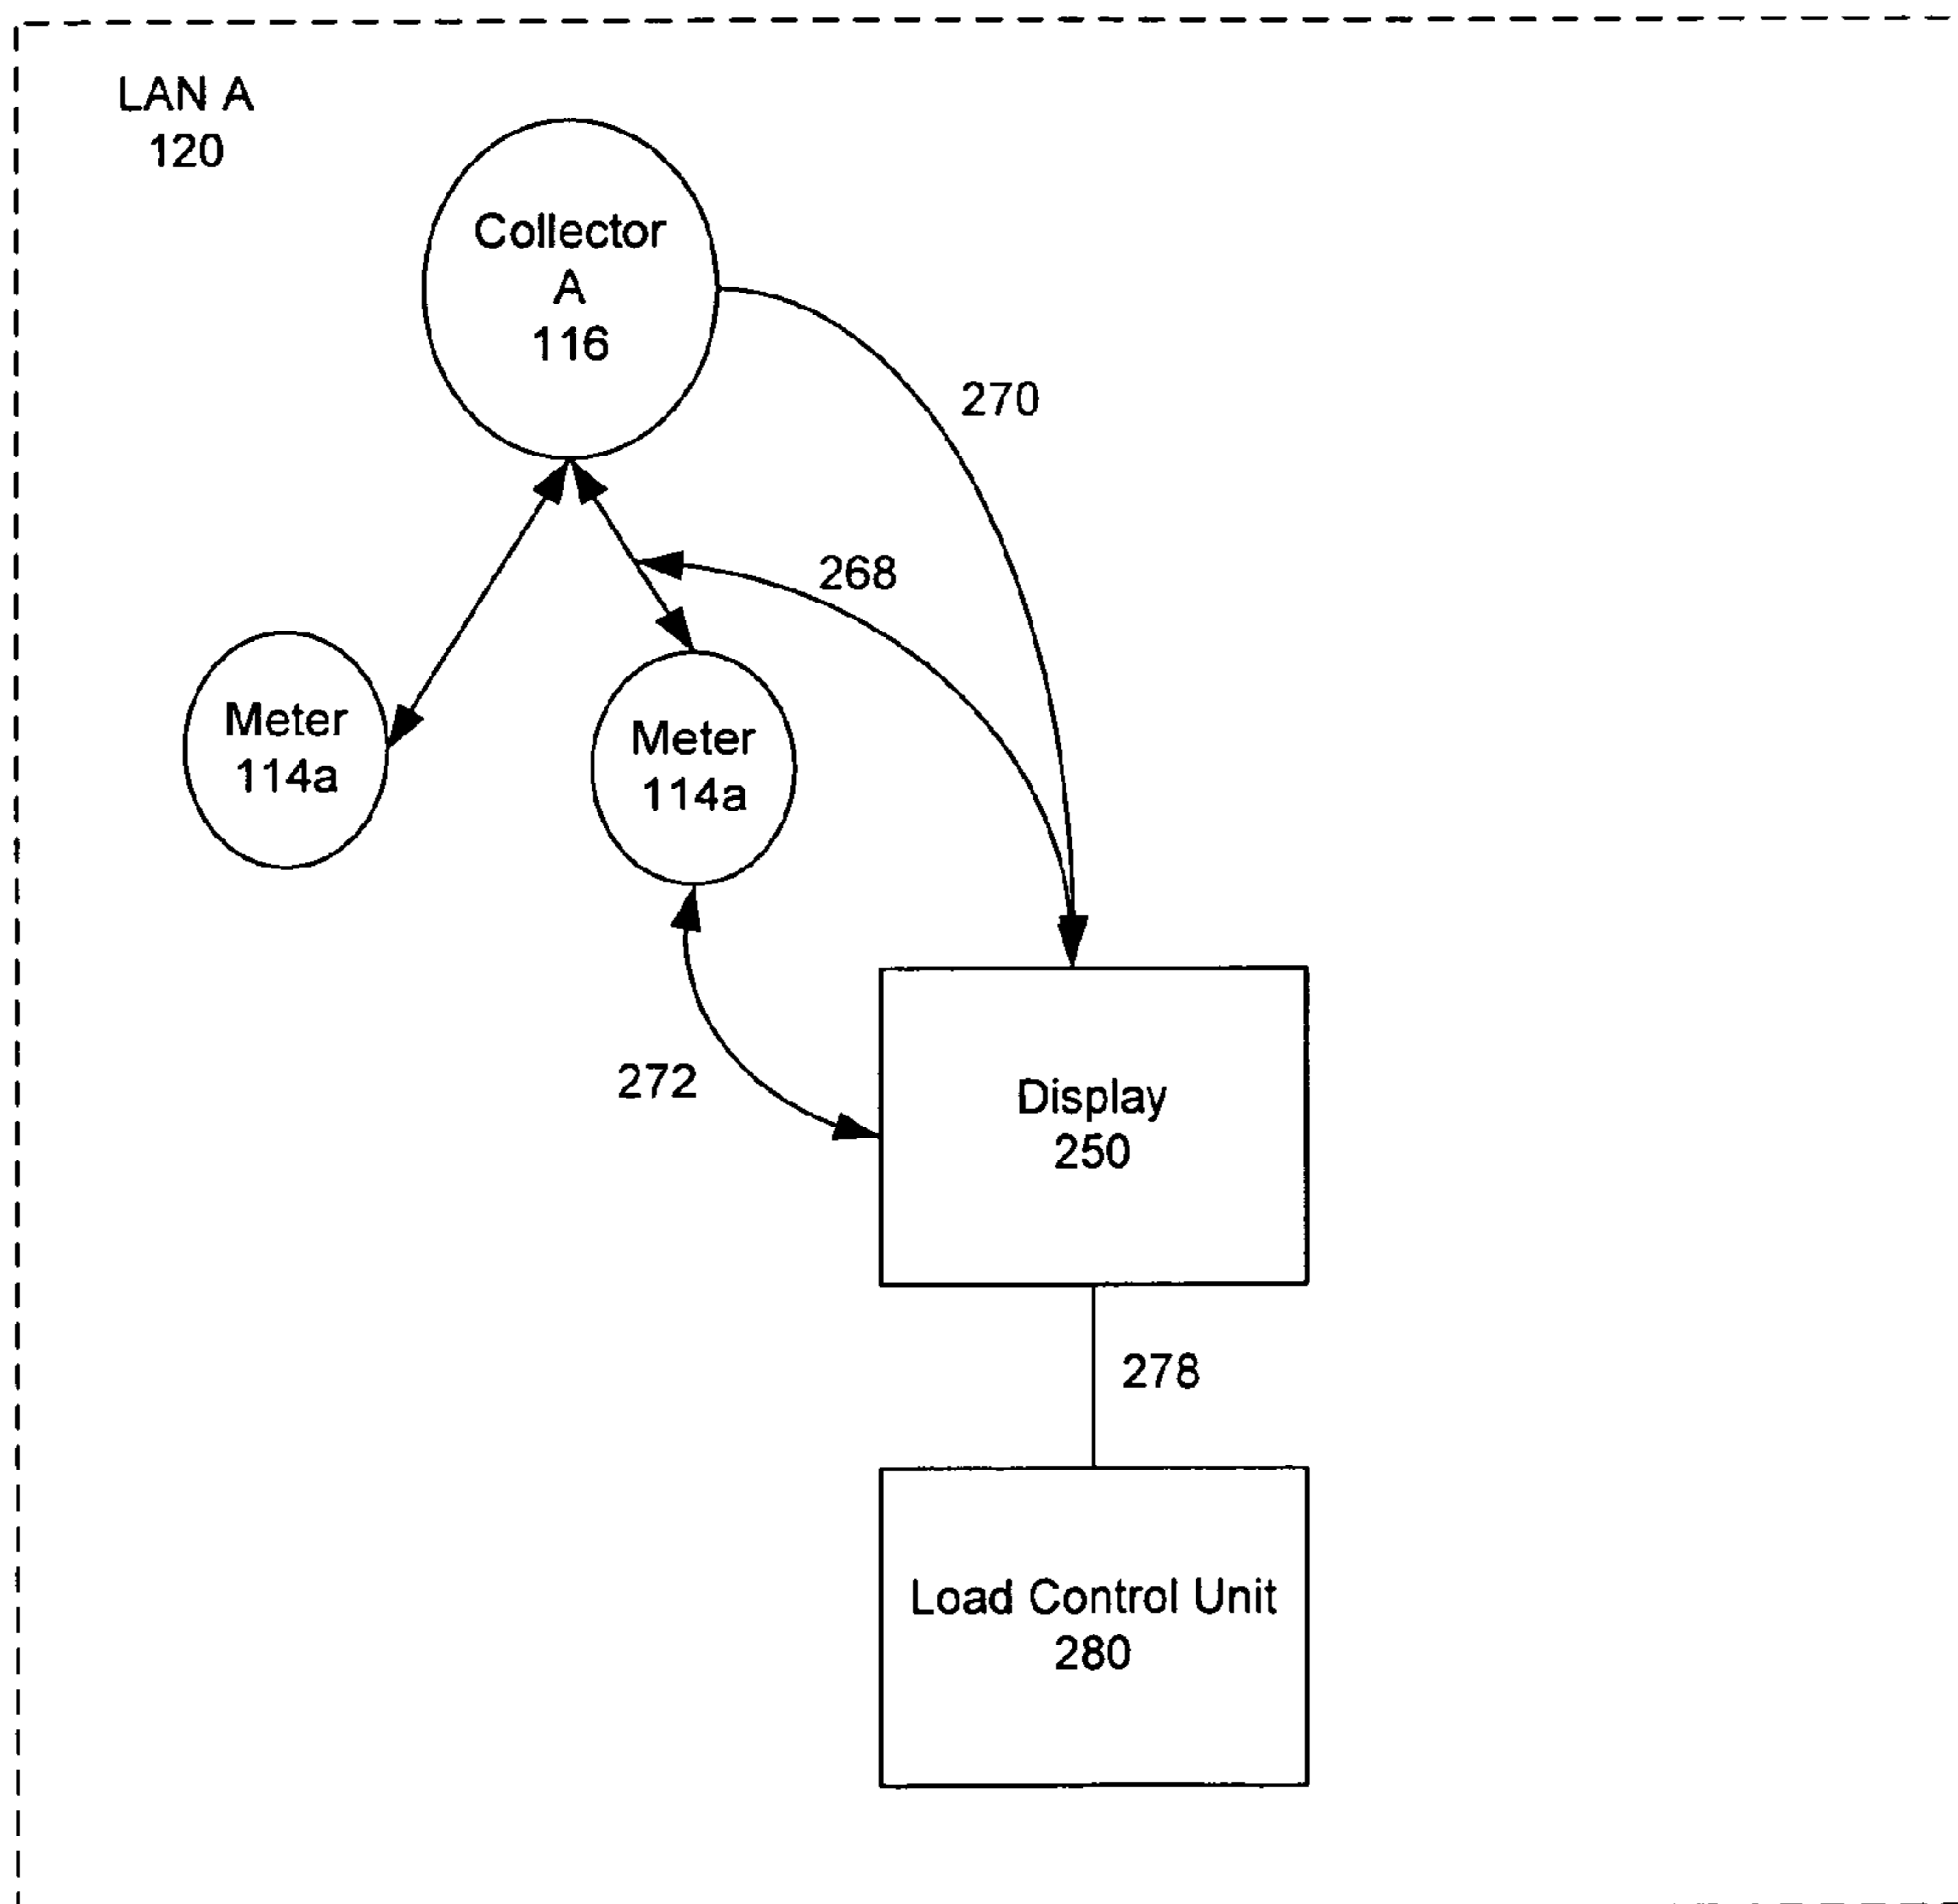 LAN A
120
Collector
A
116
270
268
Meter
114a
Meter
114a
272
Display
250
278
Load Control Unit
280